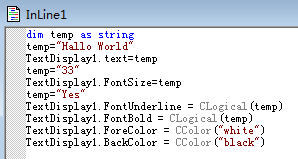 InLine1
dim temp as string
temp="Hallo World"
TextDisplay1.text=temp
temp="33"
TextDisplay1.FontSize=temp
temp="Yes"
TextDisplay1.FontUnderline = CLogical(temp)
TextDisplay1.FontBold = CLogical(temp)
TextDisplay1.ForeColor = CColor("white")
TextDisplay1.BackColor = CColor("black")